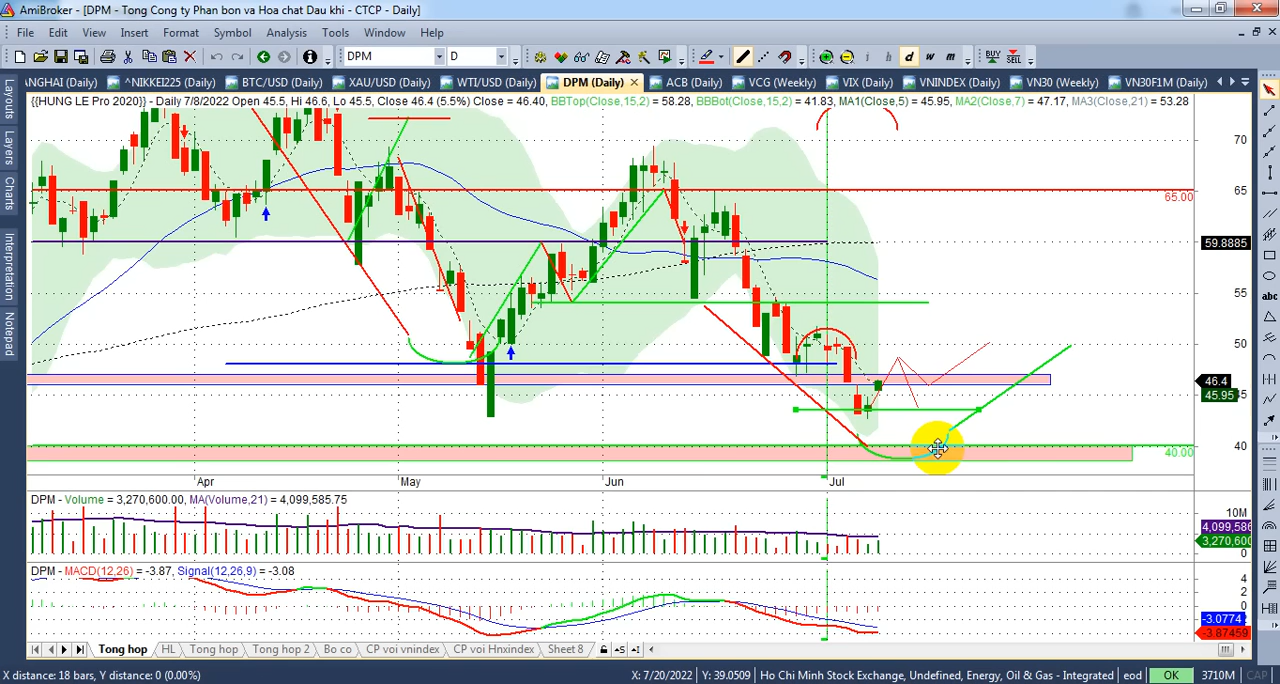 AmiBroker - [DPM - Tong Cong ty Phan bon va Hoa chat Dau khi - CTCP - Daily]
File Edit View Insert Format Symbol Analysis Tools Window Help
DPM D d w m BUY SELL
NGHAI (Daily) ^NIKKEI225 (Daily) BTC/USD (Daily) XAU/USD (Daily) WTI/USD (Daily) DPM (Daily) ACB (Daily) VCG (Weekly) VIX (Daily) VNINDEX (Daily) VN30 (Weekly) VN30F1M (Daily)
{{HUNG LE Pro 2020}} - Daily 7/8/2022 Open 45.5, Hi 46.6, Lo 45.5, Close 46.4 (5.5%) Close = 46.40, BBTop(Close,15,2) = 58.28, BBBot(Close,15,2) = 41.83, MA1(Close,5) = 45.95, MA2(Close,7) = 47.17, MA3(Close,21) = 53.28
Layouts
Layers
Charts
Interpretation
Notepad
abc
70
65
65.00
59.8885
55
50
46.4
45.95
45
40
40.00
Apr May Jun Jul
DPM - Volume = 3,270,600.00, MA(Volume,21) = 4,099,585.75
10M
4,099,586
3,270,600
0
DPM - MACD(12,26) = -3.87, Signal(12,26,9) = -3.08
4
2
0
-3.0774
-3.87459
Tong hop HL Tong hop Tong hop 2 Bo co CP voi vnindex CP voi Hnxindex Sheet 8
X distance: 18 bars, Y distance: 0 (0.00%) X: 7/20/2022 Y: 39.0509 Ho Chi Minh Stock Exchange, Undefined, Energy, Oil & Gas - Integrated eod OK 3710M CAP